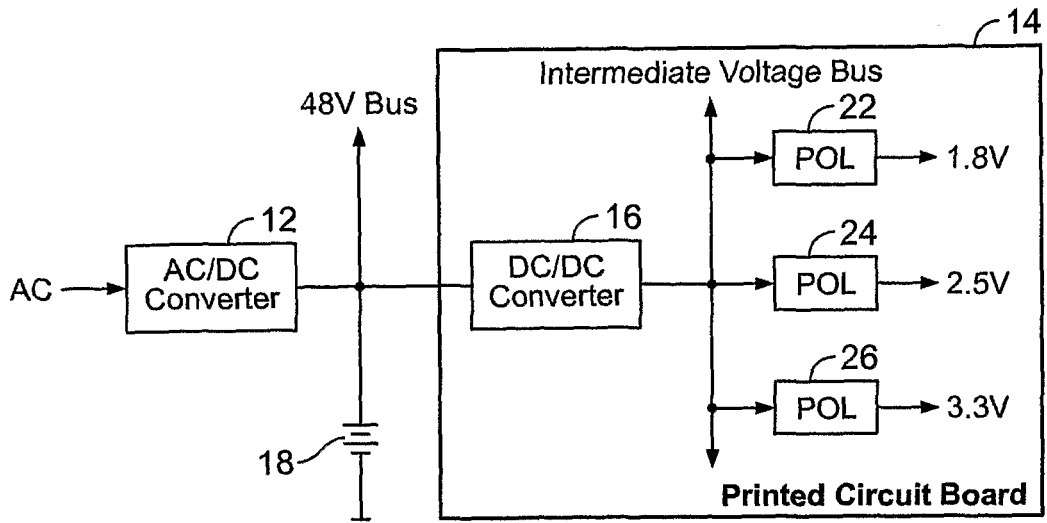 14
Intermediate Voltage Bus
48V Bus
22
POL
1.8V
12
16
24
AC
AC/DC
Converter
DC/DC
Converter
POL
2.5V
26
POL
3.3V
18
Printed Circuit Board